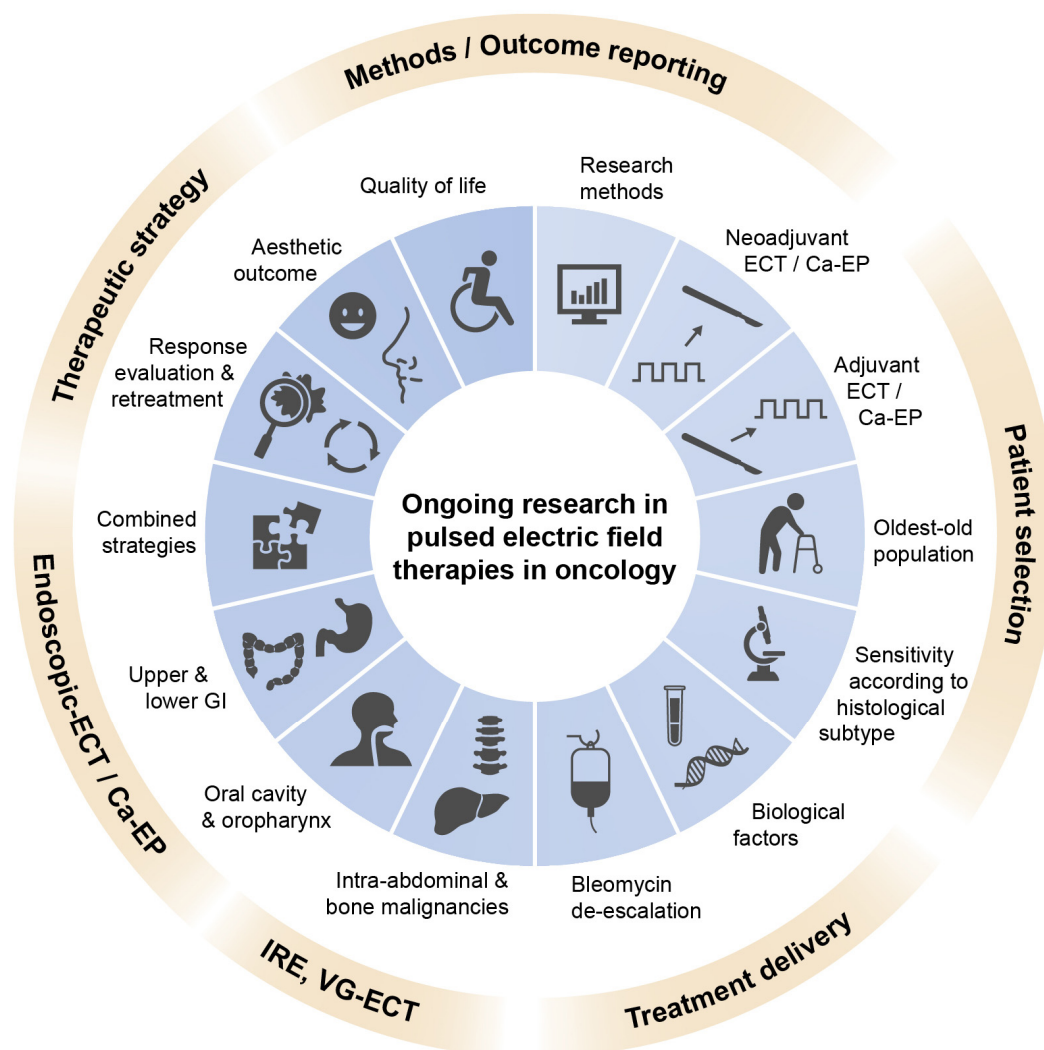 Methods / Outcome reporting
Therapeutic strategy
Patient selection
Endoscopic-ECT / Ca-EP
IRE, VG-ECT
Treatment delivery
Quality of life
Research
methods
Neoadjuvant
ECT / Ca-EP
Adjuvant
ECT /
Ca-EP
Oldest-old
population
Sensitivity
according to
histological
subtype
Biological
factors
Bleomycin
de-escalation
Intra-abdominal &
bone malignancies
Oral cavity
& oropharynx
Upper &
lower GI
Combined
strategies
Response
evaluation &
retreatment
Aesthetic
outcome
Ongoing research in
pulsed electric field
therapies in oncology